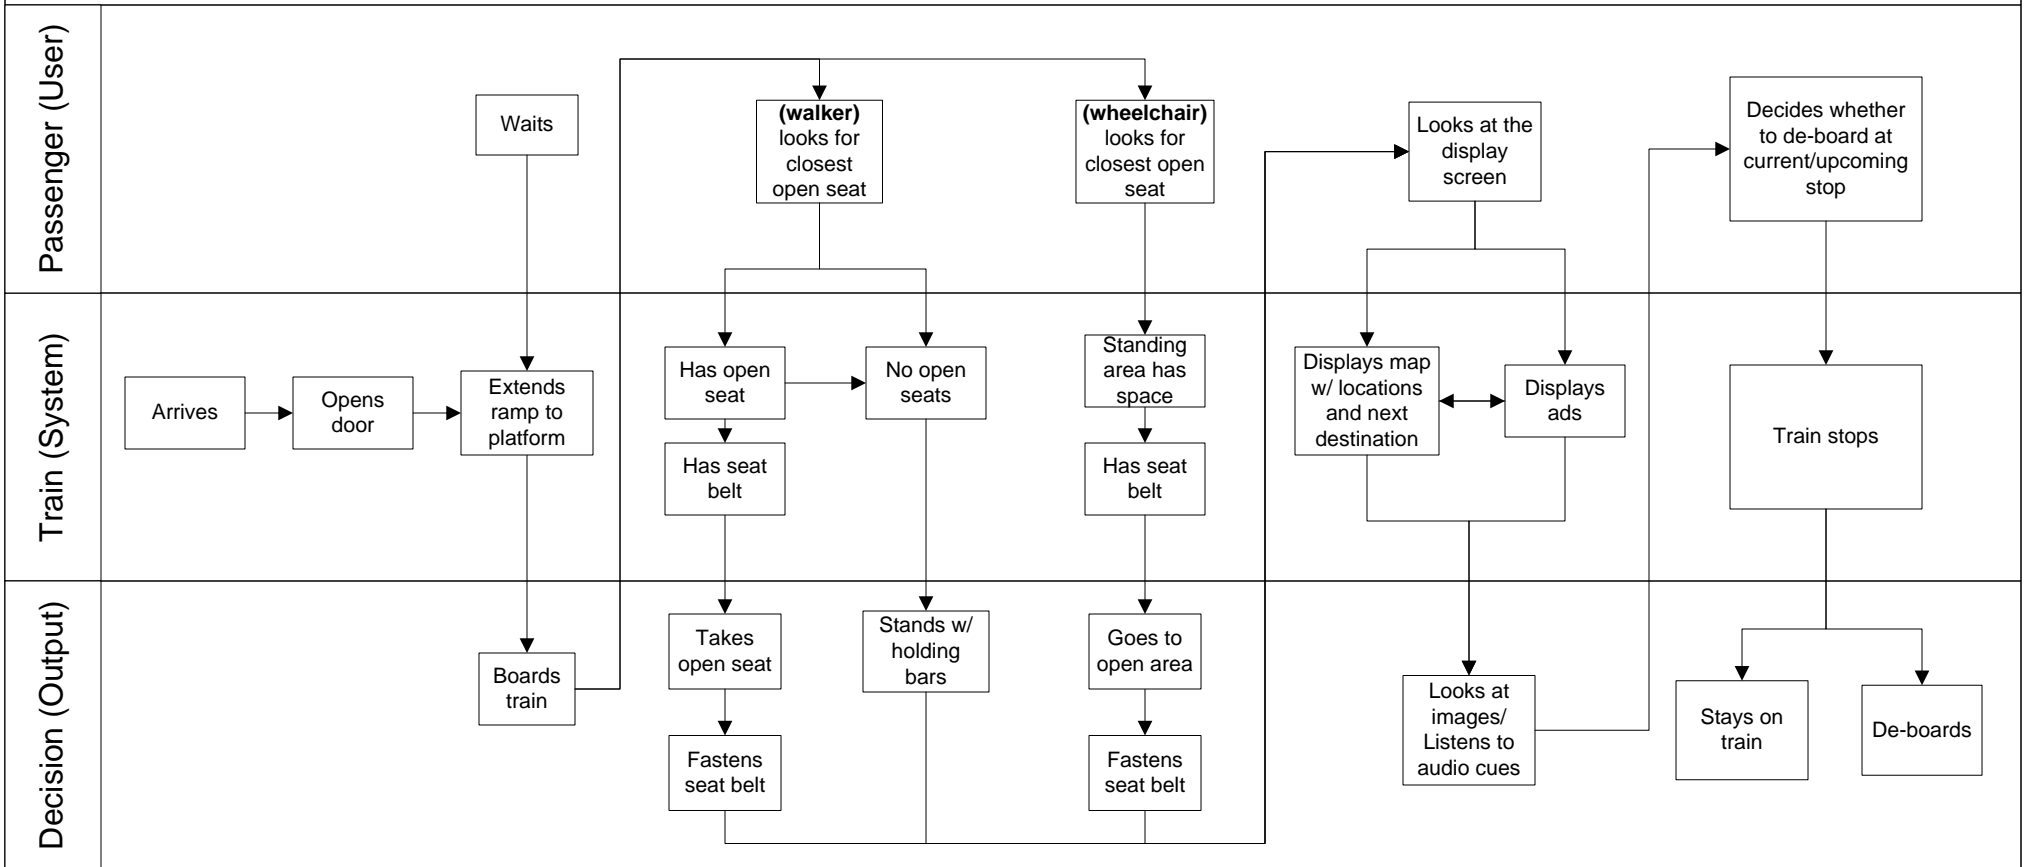 Passenger (User)
Waits
(walker)
looks for
closest
open seat
(wheelchair)
looks for
closest open
seat
Looks at the
display
screen
Decides whether
to de-board at
current/upcoming
stop
Train (System)
Arrives
Opens
door
Extends
ramp to
platform
Has open
seat
No open
seats
Has seat
belt
Standing
area has
space
Has seat
belt
Displays map
w/ locations
and next
destination
Displays
ads
Train stops
Decision (Output)
Boards
train
Takes
open seat
Fastens
seat belt
Stands w/
holding
bars
Goes to
open area
Fastens
seat belt
Looks at
images/
Listens to
audio cues
Stays on
train
De-boards